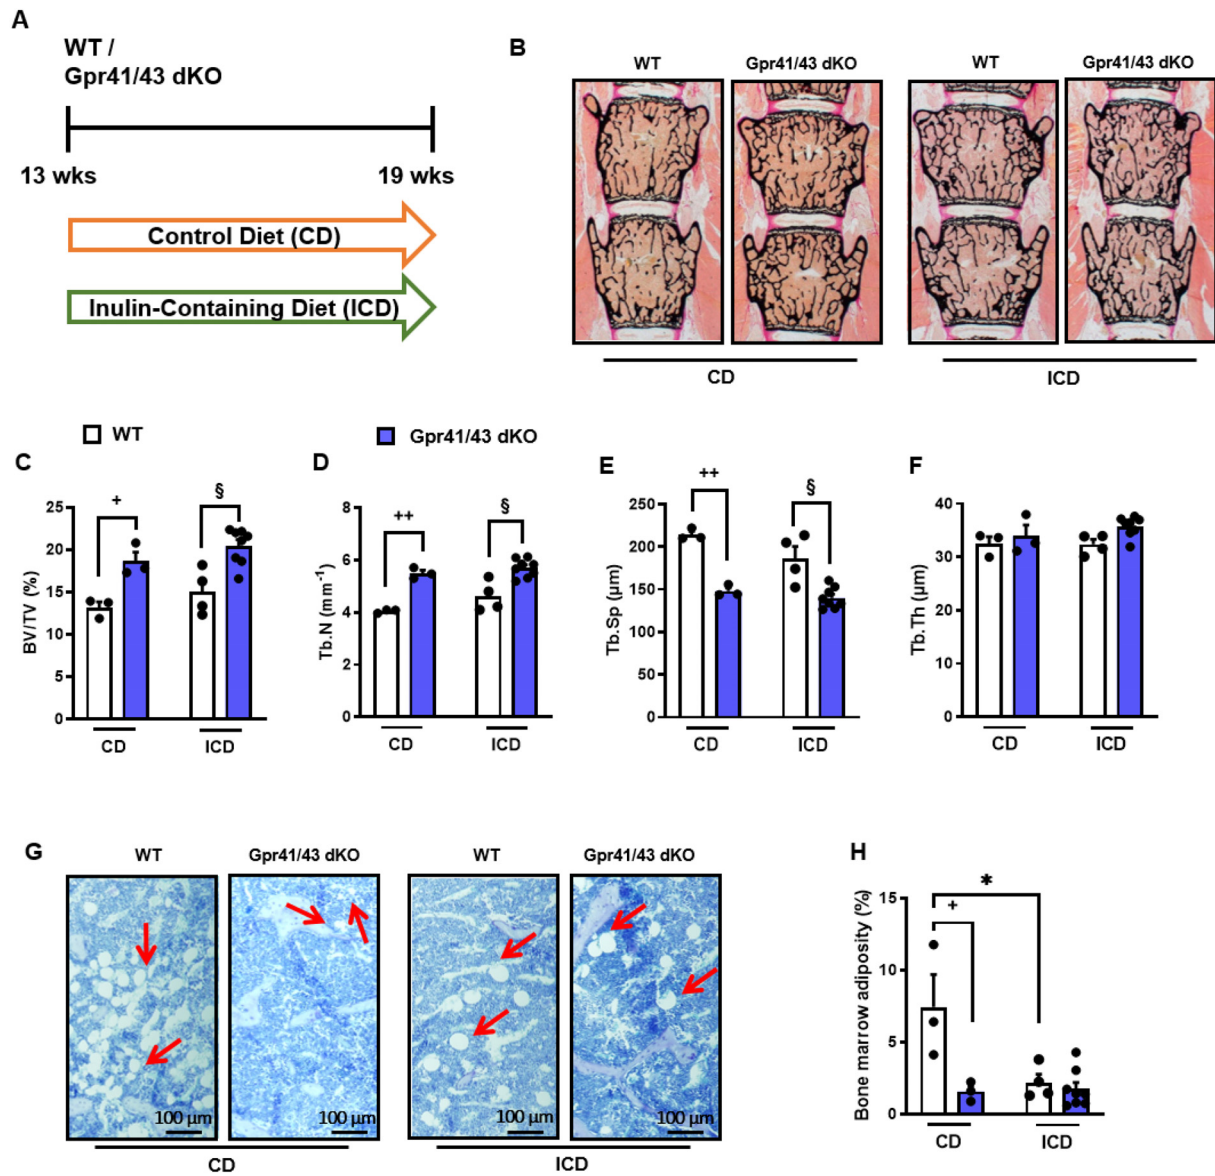 A
WT /
Gpr41/43 dKO
13 wks
19 wks
Control Diet (CD)
Inulin-Containing Diet (ICD)
B
WT
Gpr41/43 dKO
WT
Gpr41/43 dKO
CD
ICD
WT
Gpr41/43 dKO
C
BV/TV (%)
25
20
15
10
5
0
+
§
CD
ICD
D
Tb.N (mm⁻¹)
8
6
4
2
0
++
§
CD
ICD
E
Tb.Sp (µm)
250
200
150
100
50
0
++
§
CD
ICD
F
Tb.Th (µm)
40
30
20
10
0
CD
ICD
G
WT
Gpr41/43 dKO
WT
Gpr41/43 dKO
100 µm
100 µm
100 µm
100 µm
CD
ICD
H
Bone marrow adiposity (%)
15
10
5
0
*
+
CD
ICD